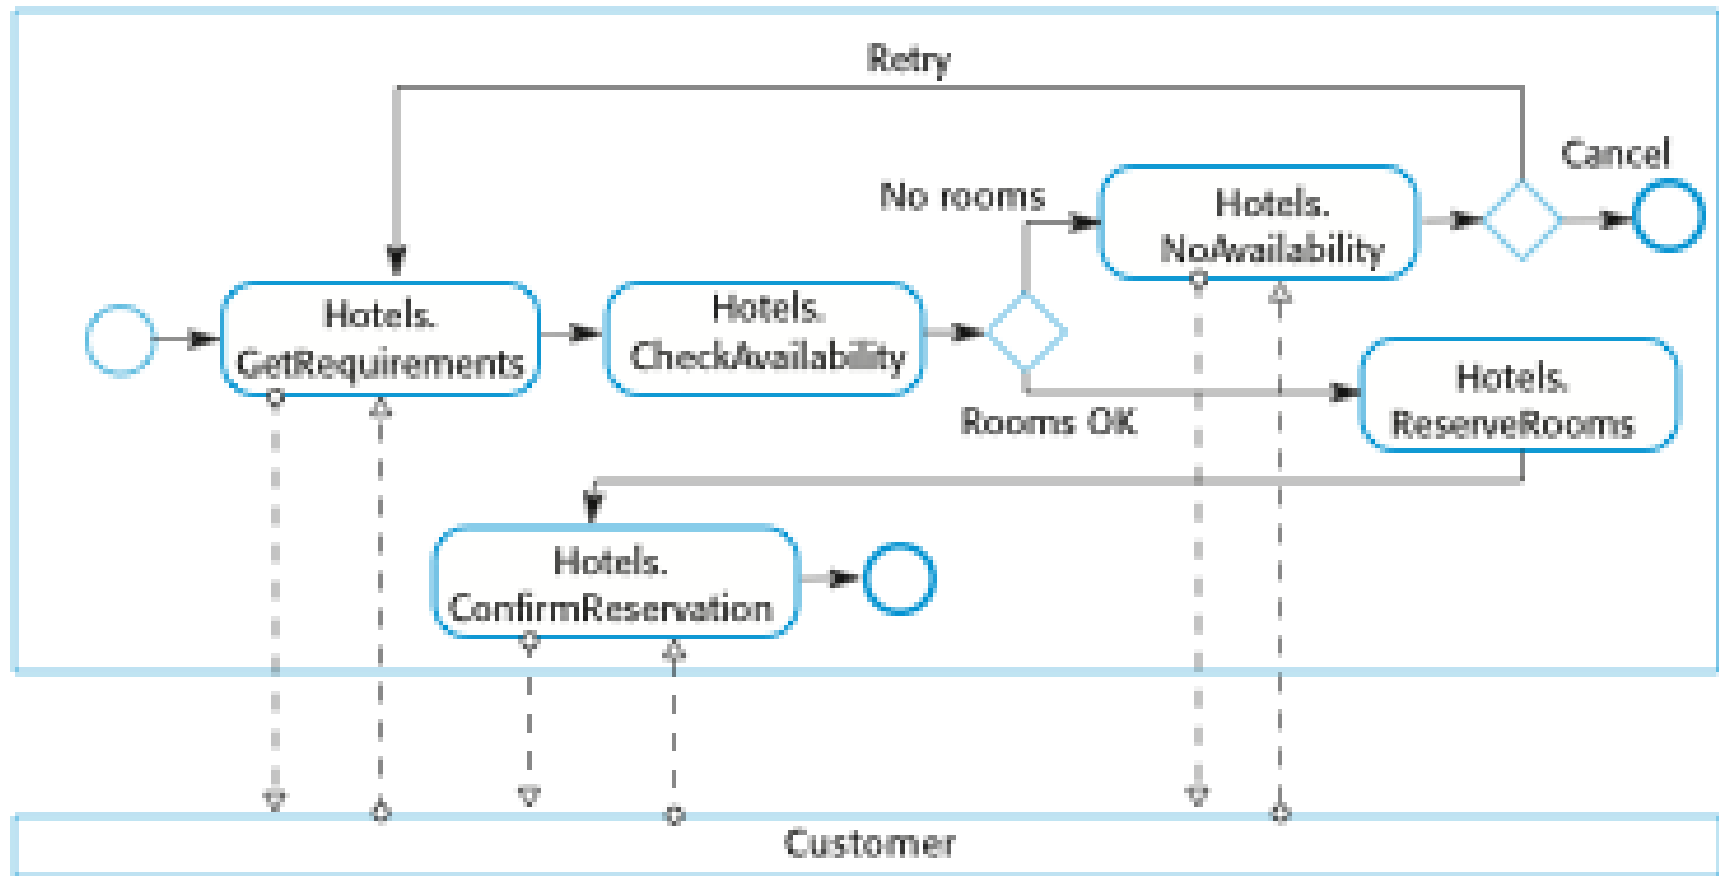 Retry
Cancel
No rooms
Hotels.
NoAvailability
Hotels.
GetRequirements
Hotels.
CheckAvailability
Rooms OK
Hotels.
ReserveRooms
Hotels.
ConfirmReservation
Customer